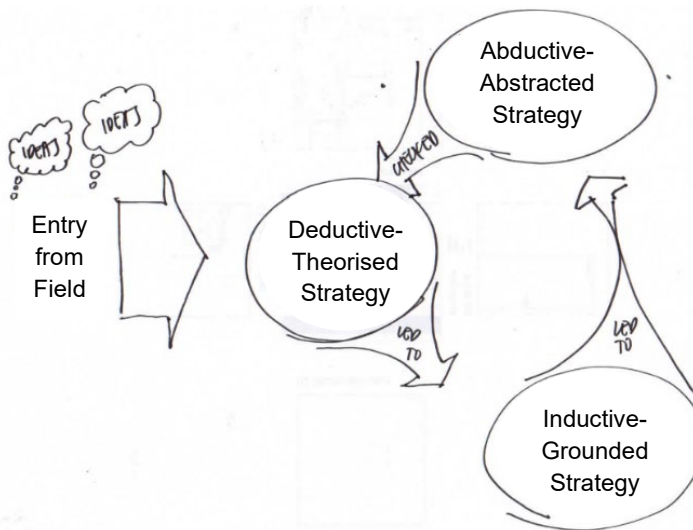 IDEAS
IDEAS
Entry
from
Field
Abductive-
Abstracted
Strategy
CHECKED
Deductive-
Theorised
Strategy
LED
TO
LED
TO
Inductive-
Grounded
Strategy